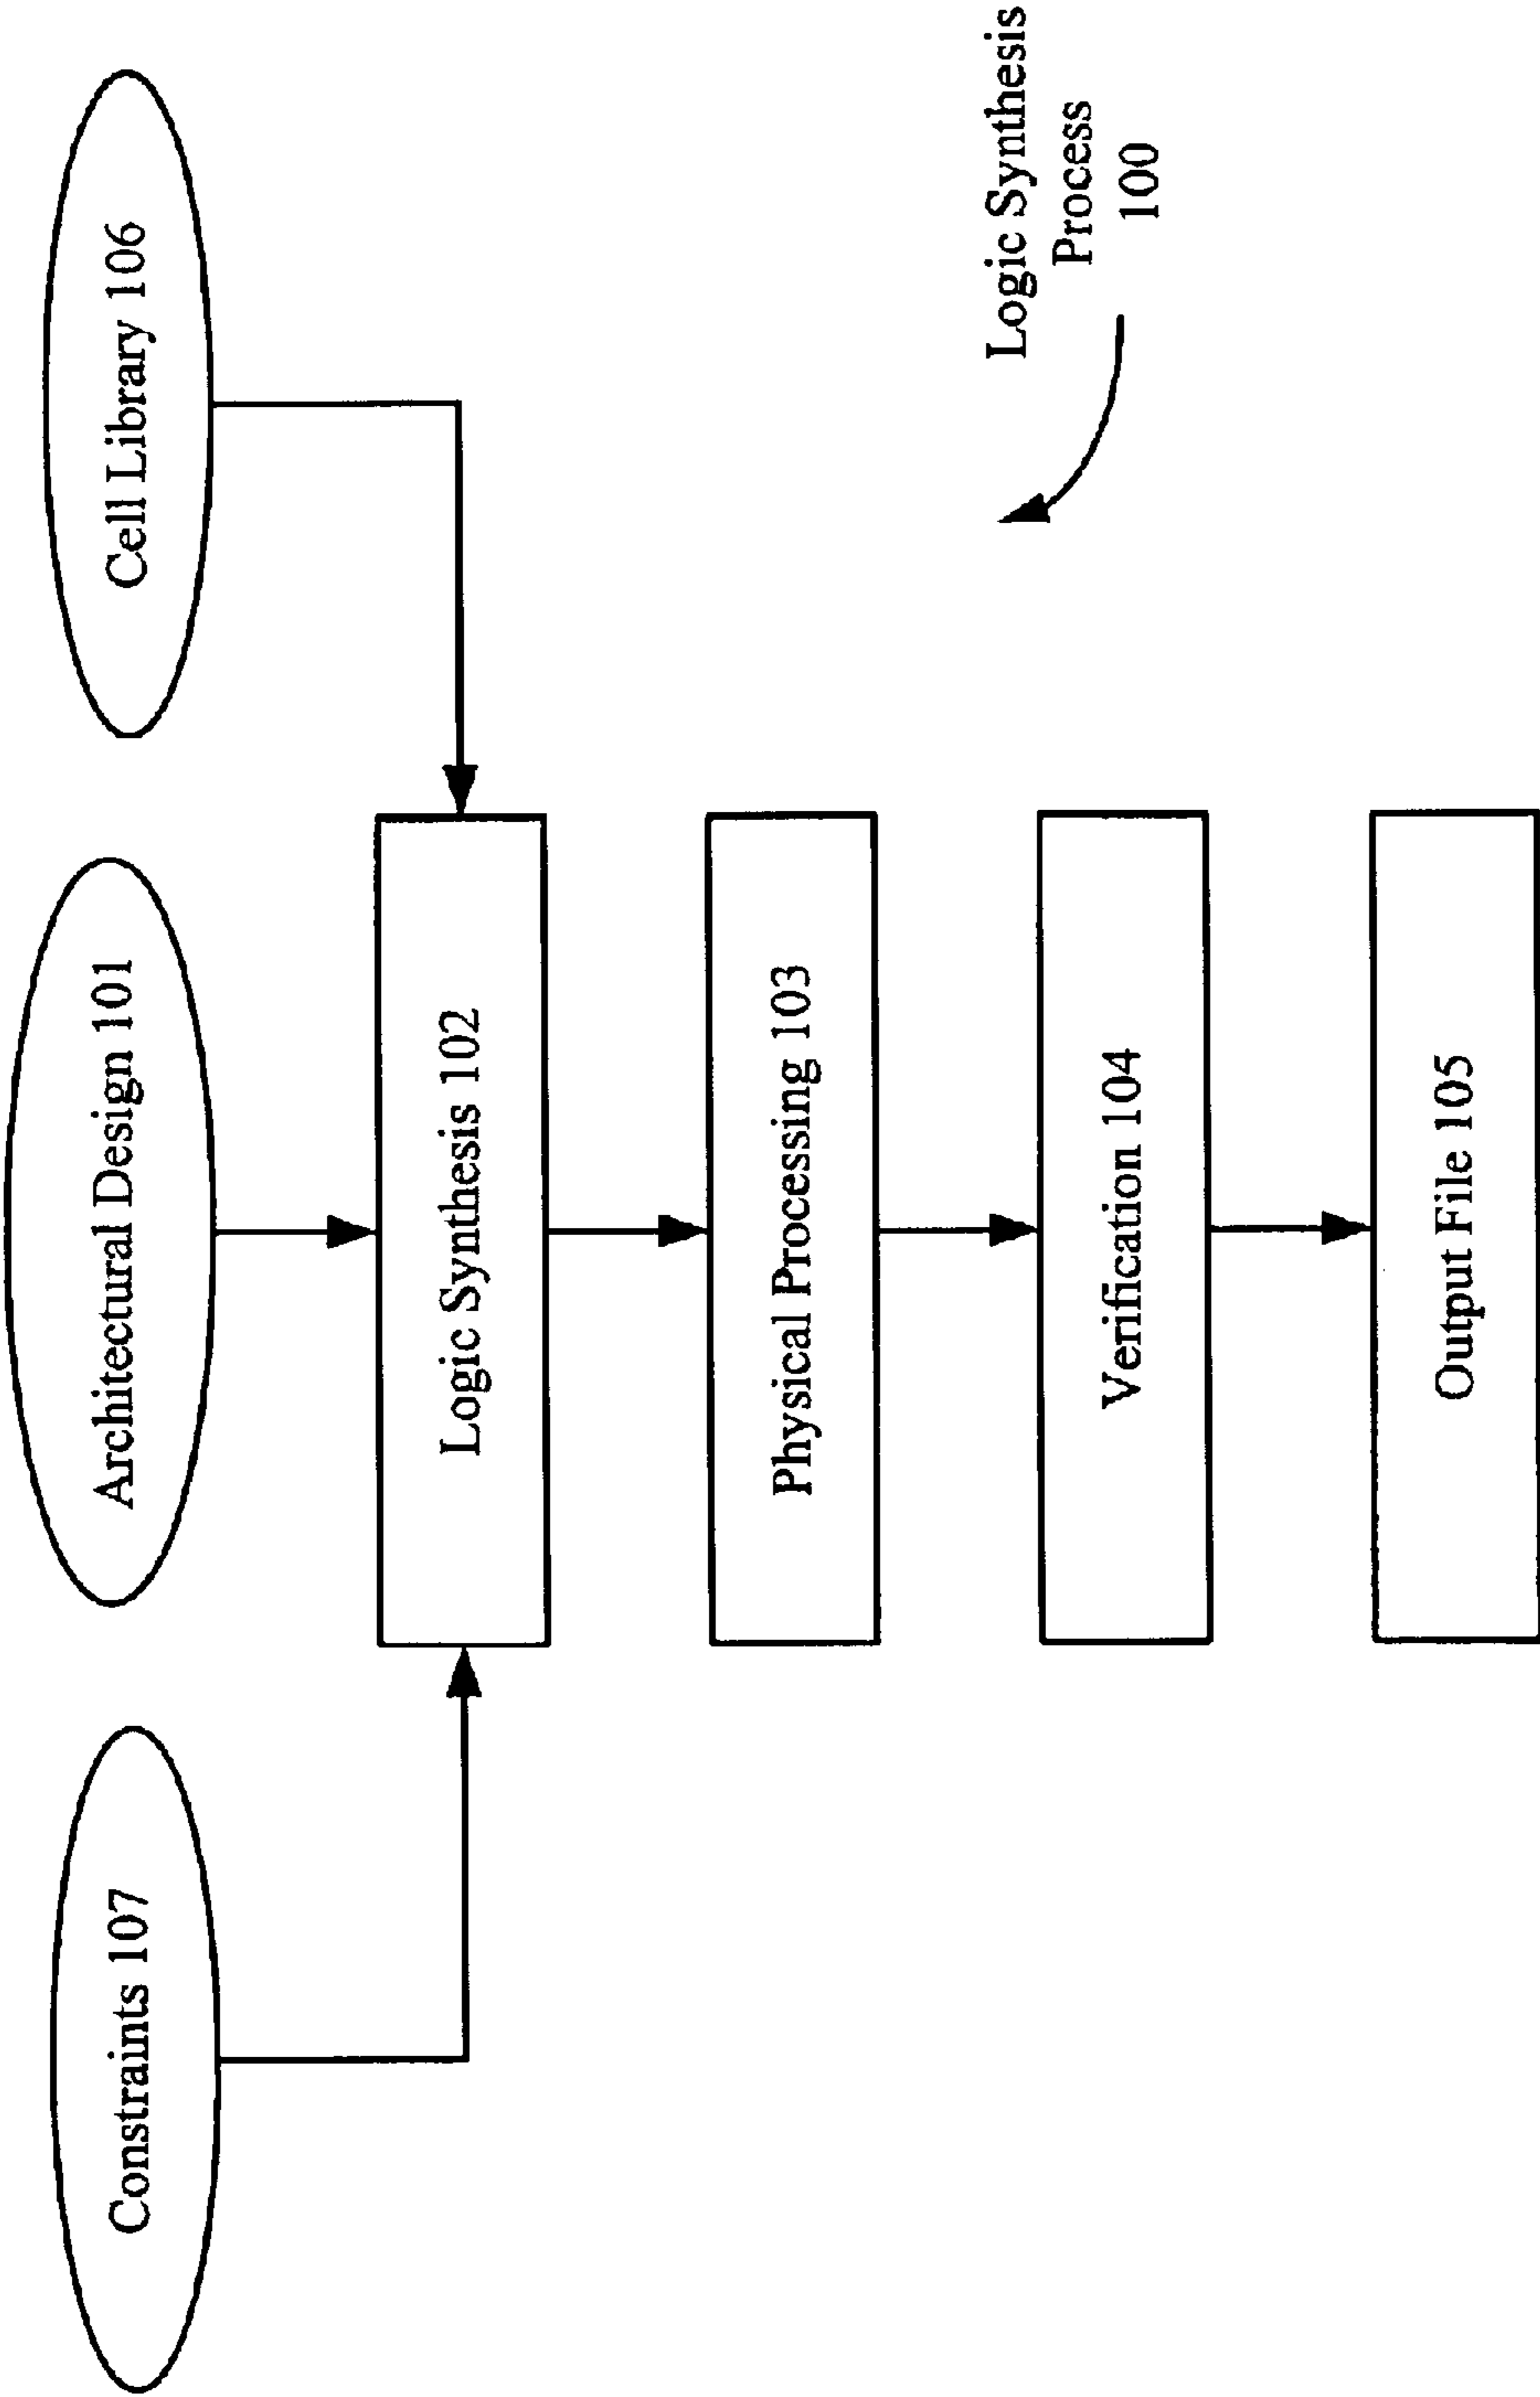 Constraints 107
Architectural Design 101
Cell Library 106
Logic Synthesis 102
Physical Processing 103
Logic Synthesis
Process
100
Verification 104
Output File 105